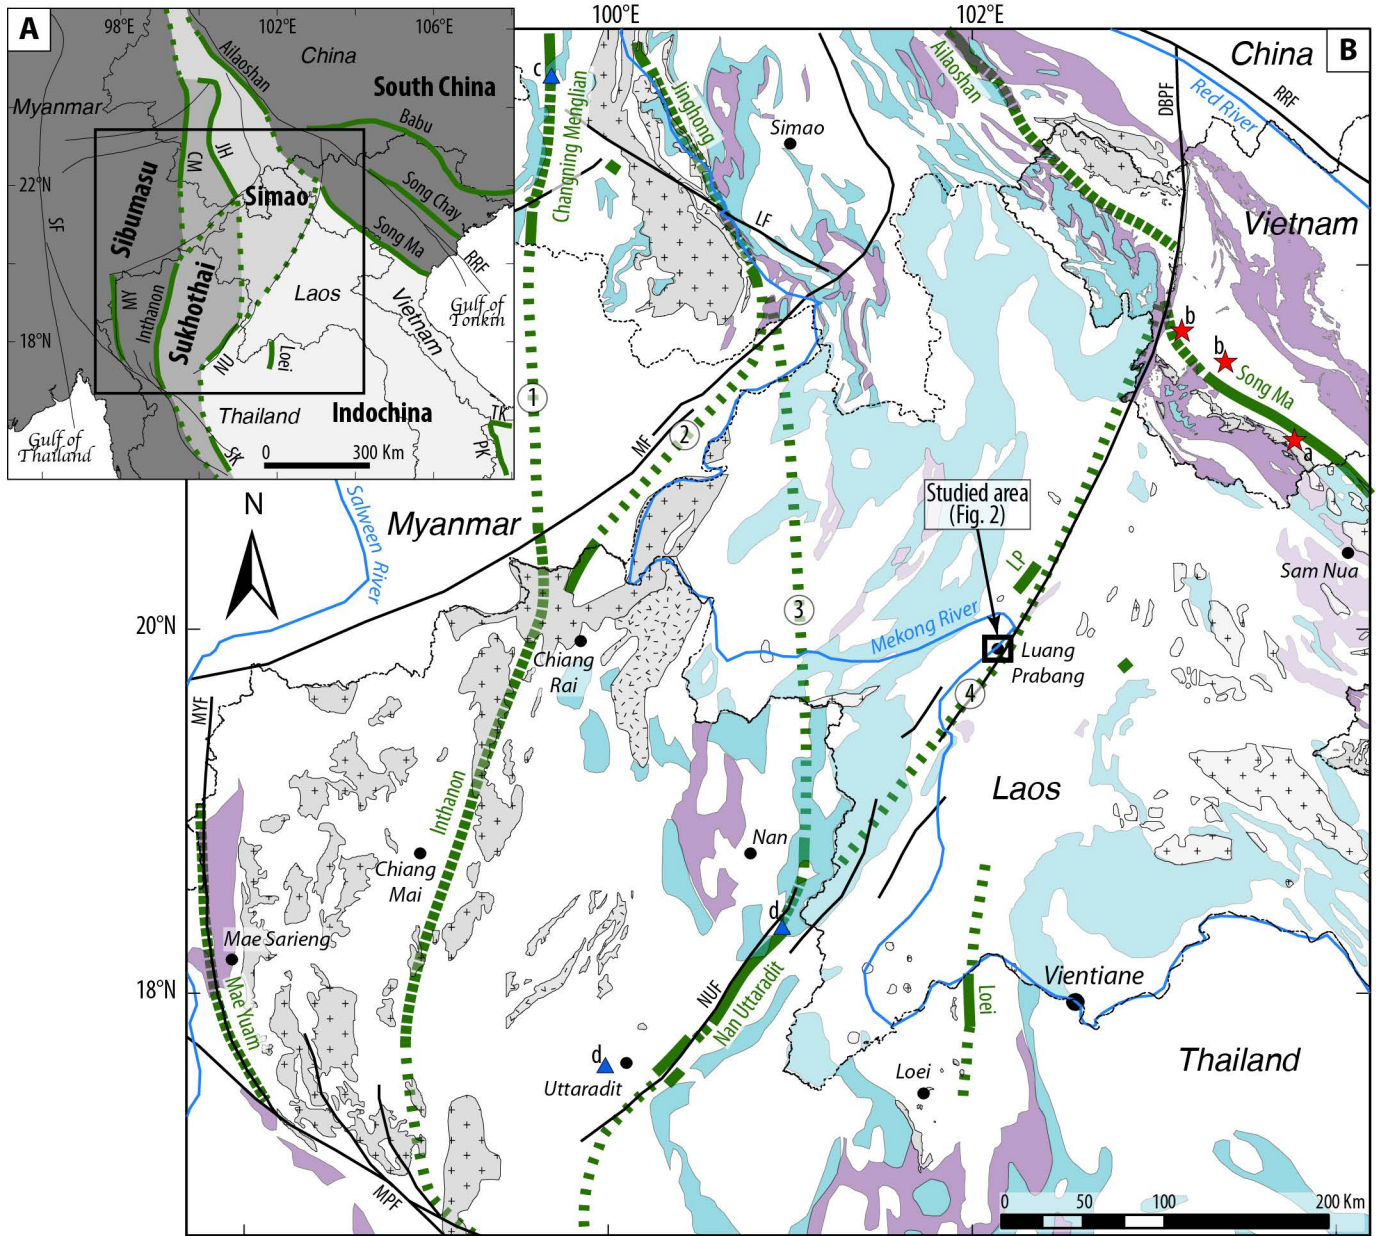 A
98°E
102°E
106°E
22°N
18°N
China
Ailaoshan
South China
Myanmar
Babu
CM
JH
Sibumasu
Simao
Song Chay
SF
Song Ma
RRF
MY
Inthanon
Sukhothai
Laos
Vietnam
Gulf of
Tonkin
NU
Loei
Thailand
Indochina
Gulf of
Thailand
SK
TK
PK
0
300 Km
100°E
102°E
B
China
c
Changning Menglian
Jinghong
Simao
Ailaoshan
DBPF
Red River
RRF
Vietnam
LF
b
b
Song Ma
a
1
2
MF
Studied area
(Fig. 2)
N
Salween River
Myanmar
LP
Sam Nua
3
20°N
Mekong River
Chiang
Rai
Luang
Prabang
4
MYF
Inthanon
Laos
Nan
Chiang
Mai
d
Mae Sarieng
Mae Yuam
NUF
Nan Uttaradit
Loei
Vientiane
18°N
d
Uttaradit
Loei
Thailand
MPF
0
50
100
200 Km